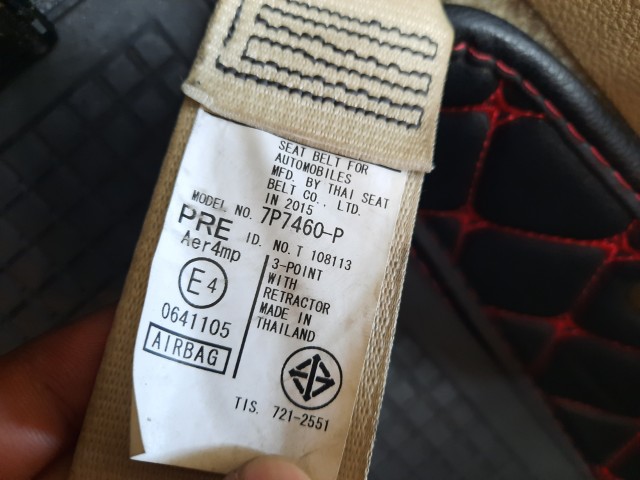 SEAT BELT FOR
AUTOMOBILES
MFD. BY THAI SEAT
BELT CO., LTD.
IN 2015
MODEL NO. 7P7460-P
PRE ID. NO. T 108113
Aer4mp
E4
0641105
AIRBAG
3-POINT
WITH
RETRACTOR
MADE IN
THAILAND
TIS. 721-2551